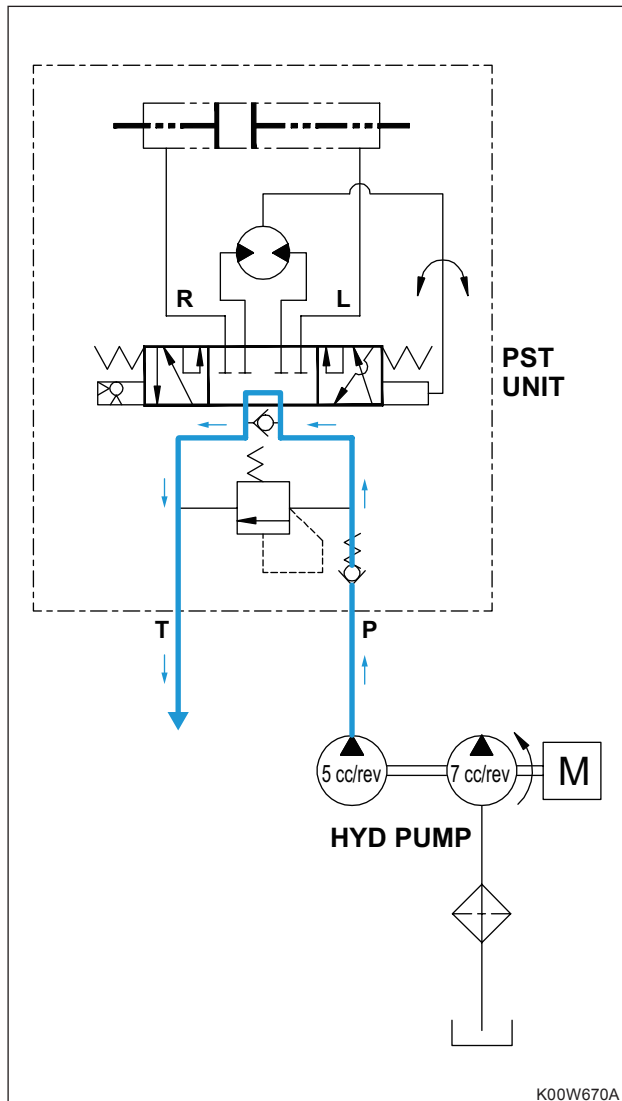 R
L
PST
UNIT
T
P
5 cc/rev
7 cc/rev
M
HYD PUMP
K00W670A